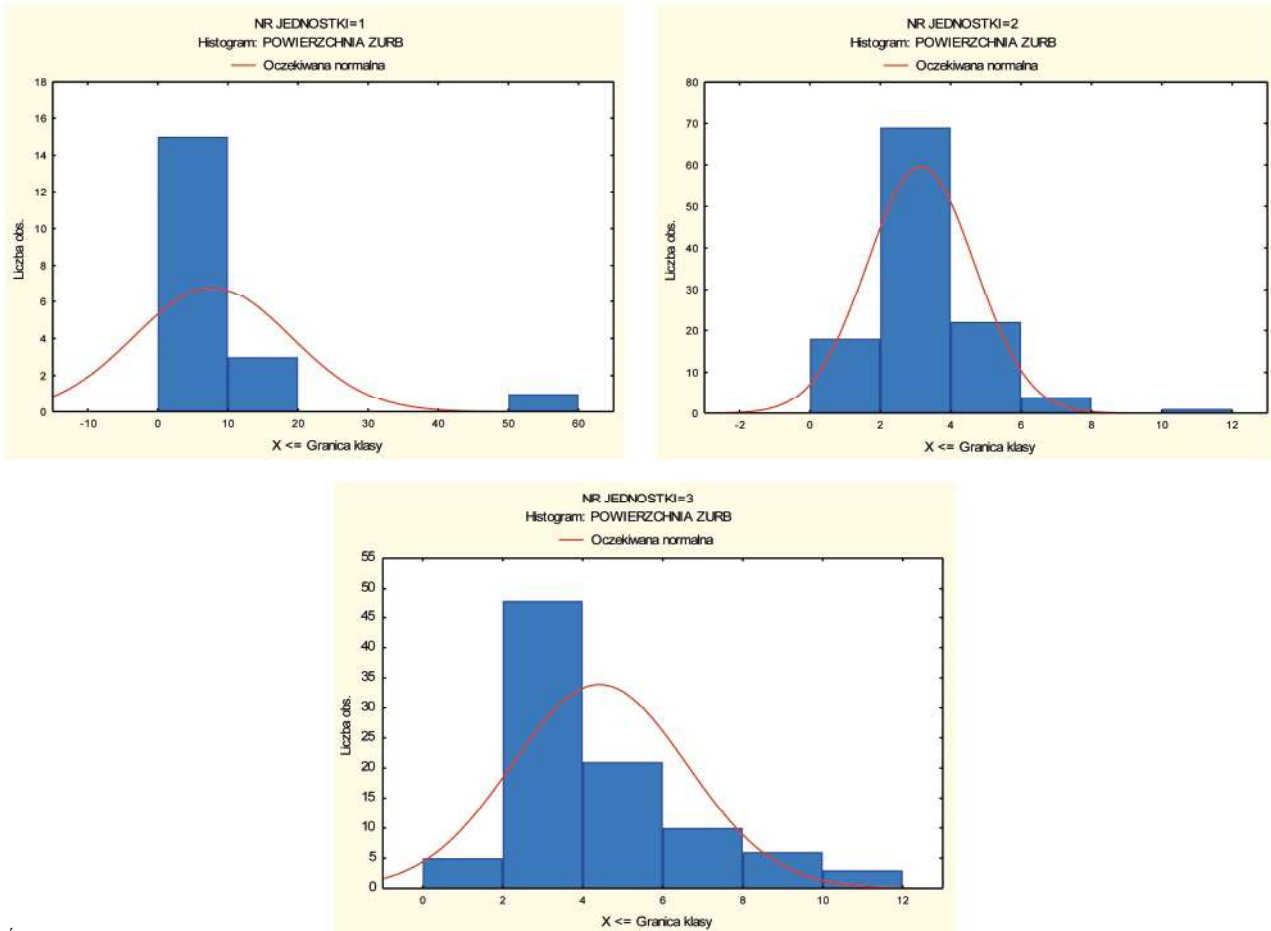 NR JEDNOSTKI=1
Histogram: POWIERZCHNIA ZURB
Oczekiwana normalna
18
16
14
12
10
8
6
4
2
0
Liczba obs.
-10 0 10 20 30 40 50 60
X <= Granica klasy
NR JEDNOSTKI=2
Histogram: POWIERZCHNIA ZURB
Oczekiwana normalna
80
70
60
50
40
30
20
10
0
Liczba obs.
-2 0 2 4 6 8 10 12
X <= Granica klasy
NR JEDNOSTKI=3
Histogram: POWIERZCHNIA ZURB
Oczekiwana normalna
55
50
45
40
35
30
25
20
15
10
5
0
Liczba obs.
0 2 4 6 8 10 12
X <= Granica klasy